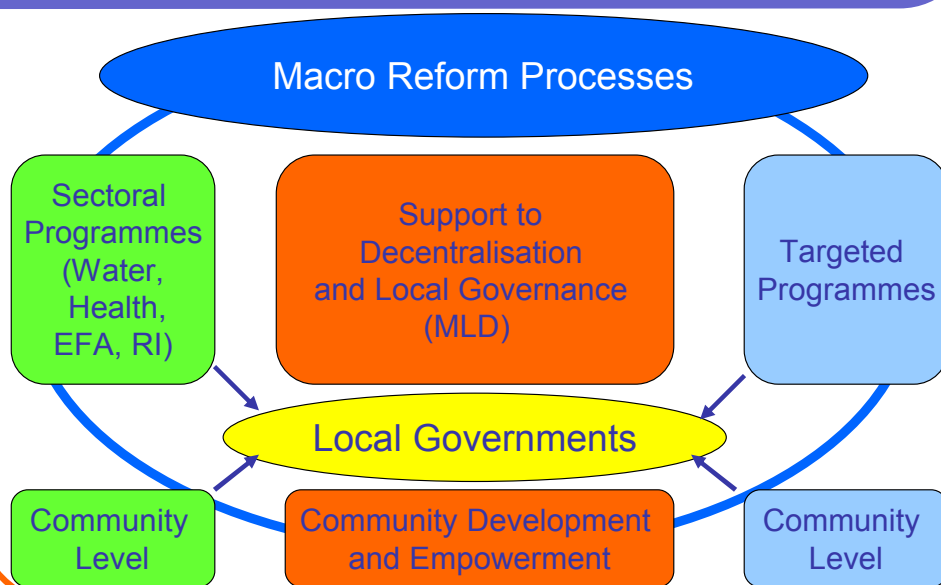 Macro Reform Processes
Sectoral
Programmes
(Water,
Health,
EFA, RI)
Support to
Decentralisation
and Local Governance
(MLD)
Targeted
Programmes
Local Governments
Community
Level
Community Development
and Empowerment
Community
Level